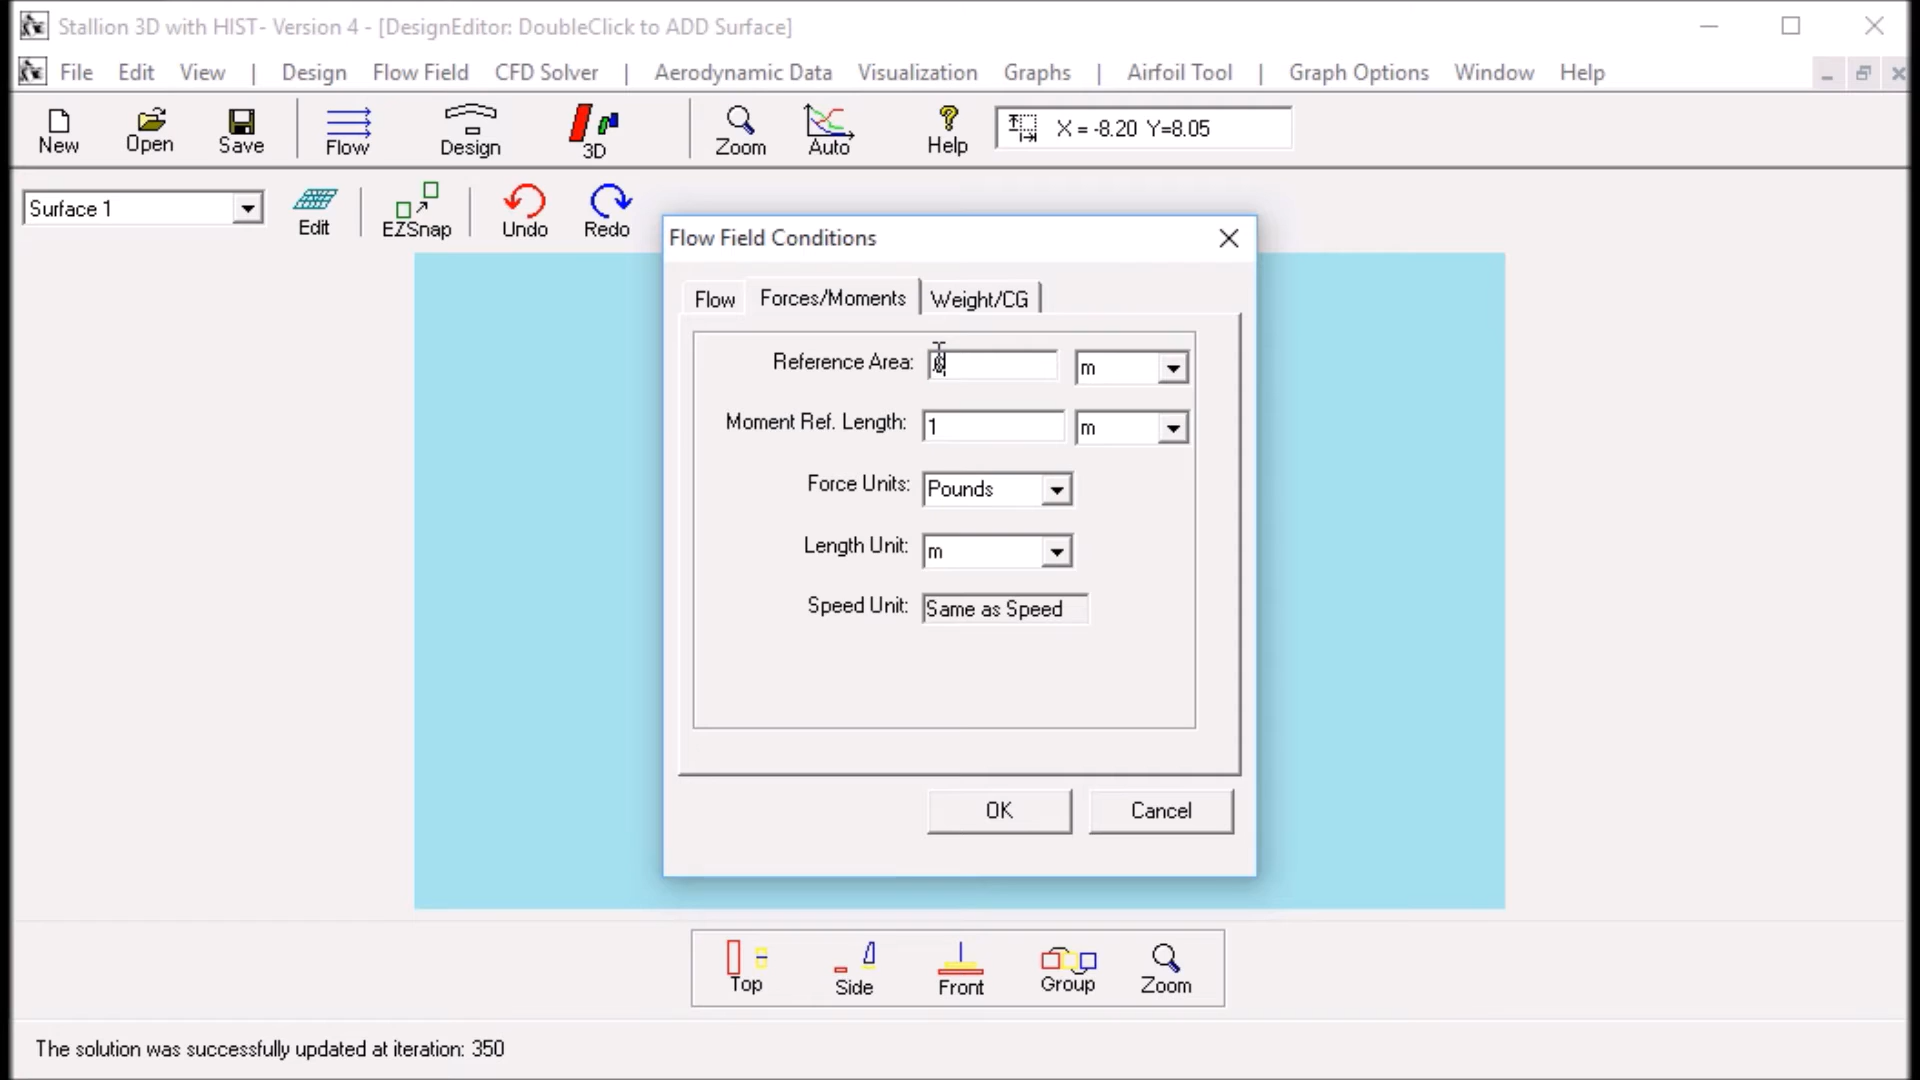 Stallion 3D with HIST- Version 4 - [DesignEditor: DoubleClick to ADD Surface]
File Edit View | Design Flow Field CFD Solver | Aerodynamic Data Visualization Graphs | Airfoil Tool | Graph Options Window Help
New Open Save Flow Design 3D Zoom Auto Help X = -8.20 Y=8.05
Surface 1 Edit EZSnap Undo Redo
Flow Field Conditions
Flow Forces/Moments Weight/CG
Reference Area: m
Moment Ref. Length: 1 m
Force Units: Pounds
Length Unit: m
Speed Unit: Same as Speed
OK Cancel
Top Side Front Group Zoom
The solution was successfully updated at iteration: 350